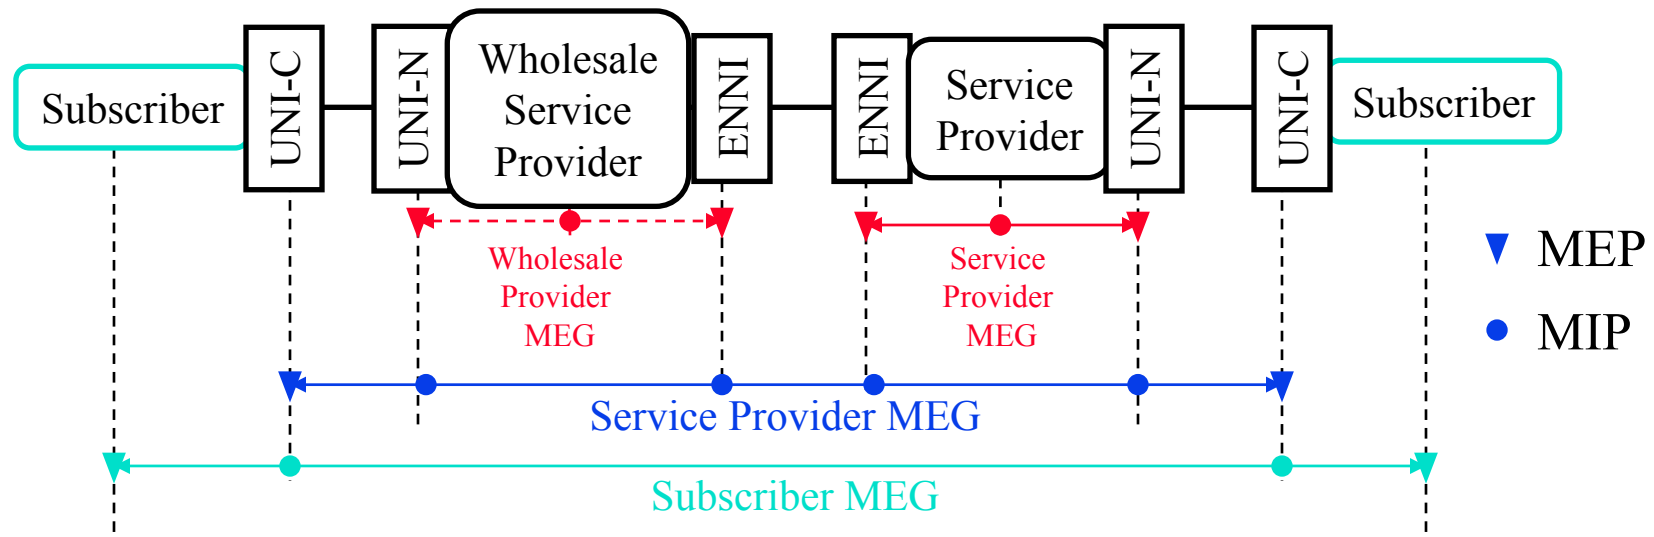 Subscriber
UNI-C
UNI-N
Wholesale
Service
Provider
ENNI
ENNI
Service
Provider
UNI-N
UNI-C
Subscriber
Wholesale
Provider
MEG
Service
Provider
MEG
MEP
MIP
Service Provider MEG
Subscriber MEG